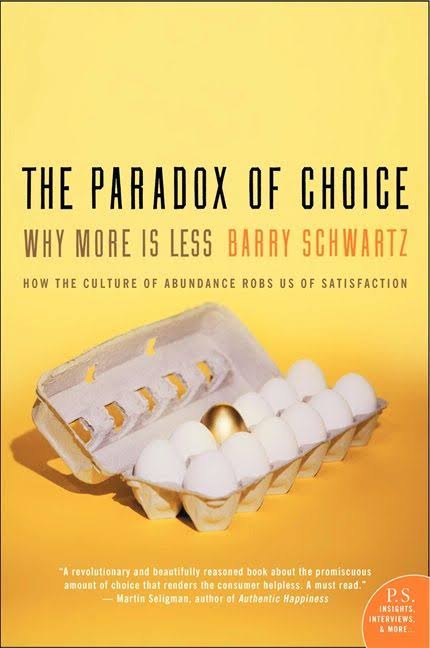 THE PARADOX OF CHOICE
WHY MORE IS LESS BARRY SCHWARTZ
HOW THE CULTURE OF ABUNDANCE ROBS US OF SATISFACTION
"A revolutionary and beautifully reasoned book about the promiscuous
amount of choice that renders the consumer helpless. A must read."
— Martin Seligman, author of Authentic Happiness
P.S.
INSIGHTS,
INTERVIEWS,
& MORE...